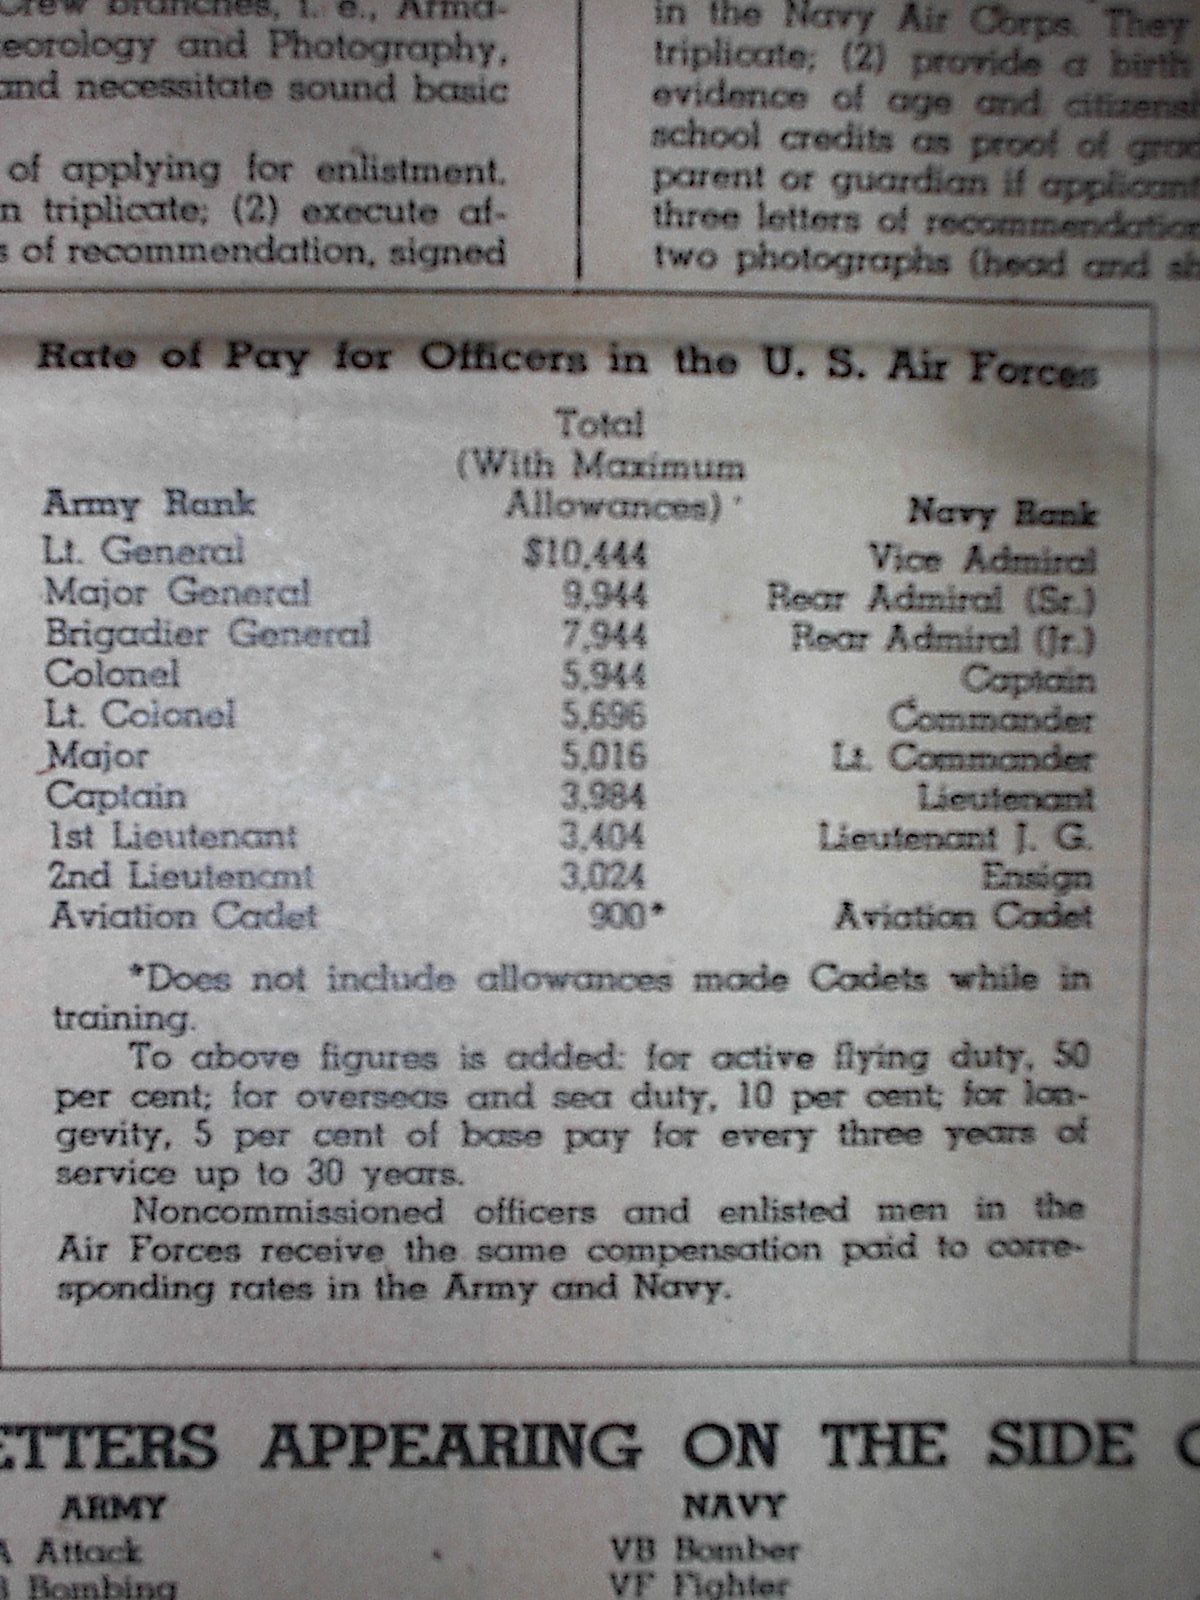 Crew branches, i. e., Arma-
eorology and Photography,
and necessitate sound basic
of applying for enlistment.
n triplicate; (2) execute af-
s of recommendation, signed
in the Navy Air Corps. They
triplicate; (2) provide a birth
evidence of age and citizensh
school credits as proof of grad
parent or guardian if applicant
three letters of recommendation
two photographs (head and sh
Rate of Pay for Officers in the U. S. Air Forces
Total
(With Maximum
Army Rank Allowances) Navy Rank
Lt. General $10,444 Vice Admiral
Major General 9,944 Rear Admiral (Sr.)
Brigadier General 7,944 Rear Admiral (Jr.)
Colonel 5,944 Captain
Lt. Colonel 5,696 Commander
Major 5,016 Lt. Commander
Captain 3,984 Lieutenant
1st Lieutenant 3,404 Lieutenant J. G.
2nd Lieutenant 3,024 Ensign
Aviation Cadet 900* Aviation Cadet
*Does not include allowances made Cadets while in
training.
To above figures is added: for active flying duty, 50
per cent; for overseas and sea duty, 10 per cent; for lon-
gevity, 5 per cent of base pay for every three years of
service up to 30 years.
Noncommissioned officers and enlisted men in the
Air Forces receive the same compensation paid to corre-
sponding rates in the Army and Navy.
ETTERS APPEARING ON THE SIDE O
ARMY NAVY
A Attack VB Bomber
B Bombing VF Fighter